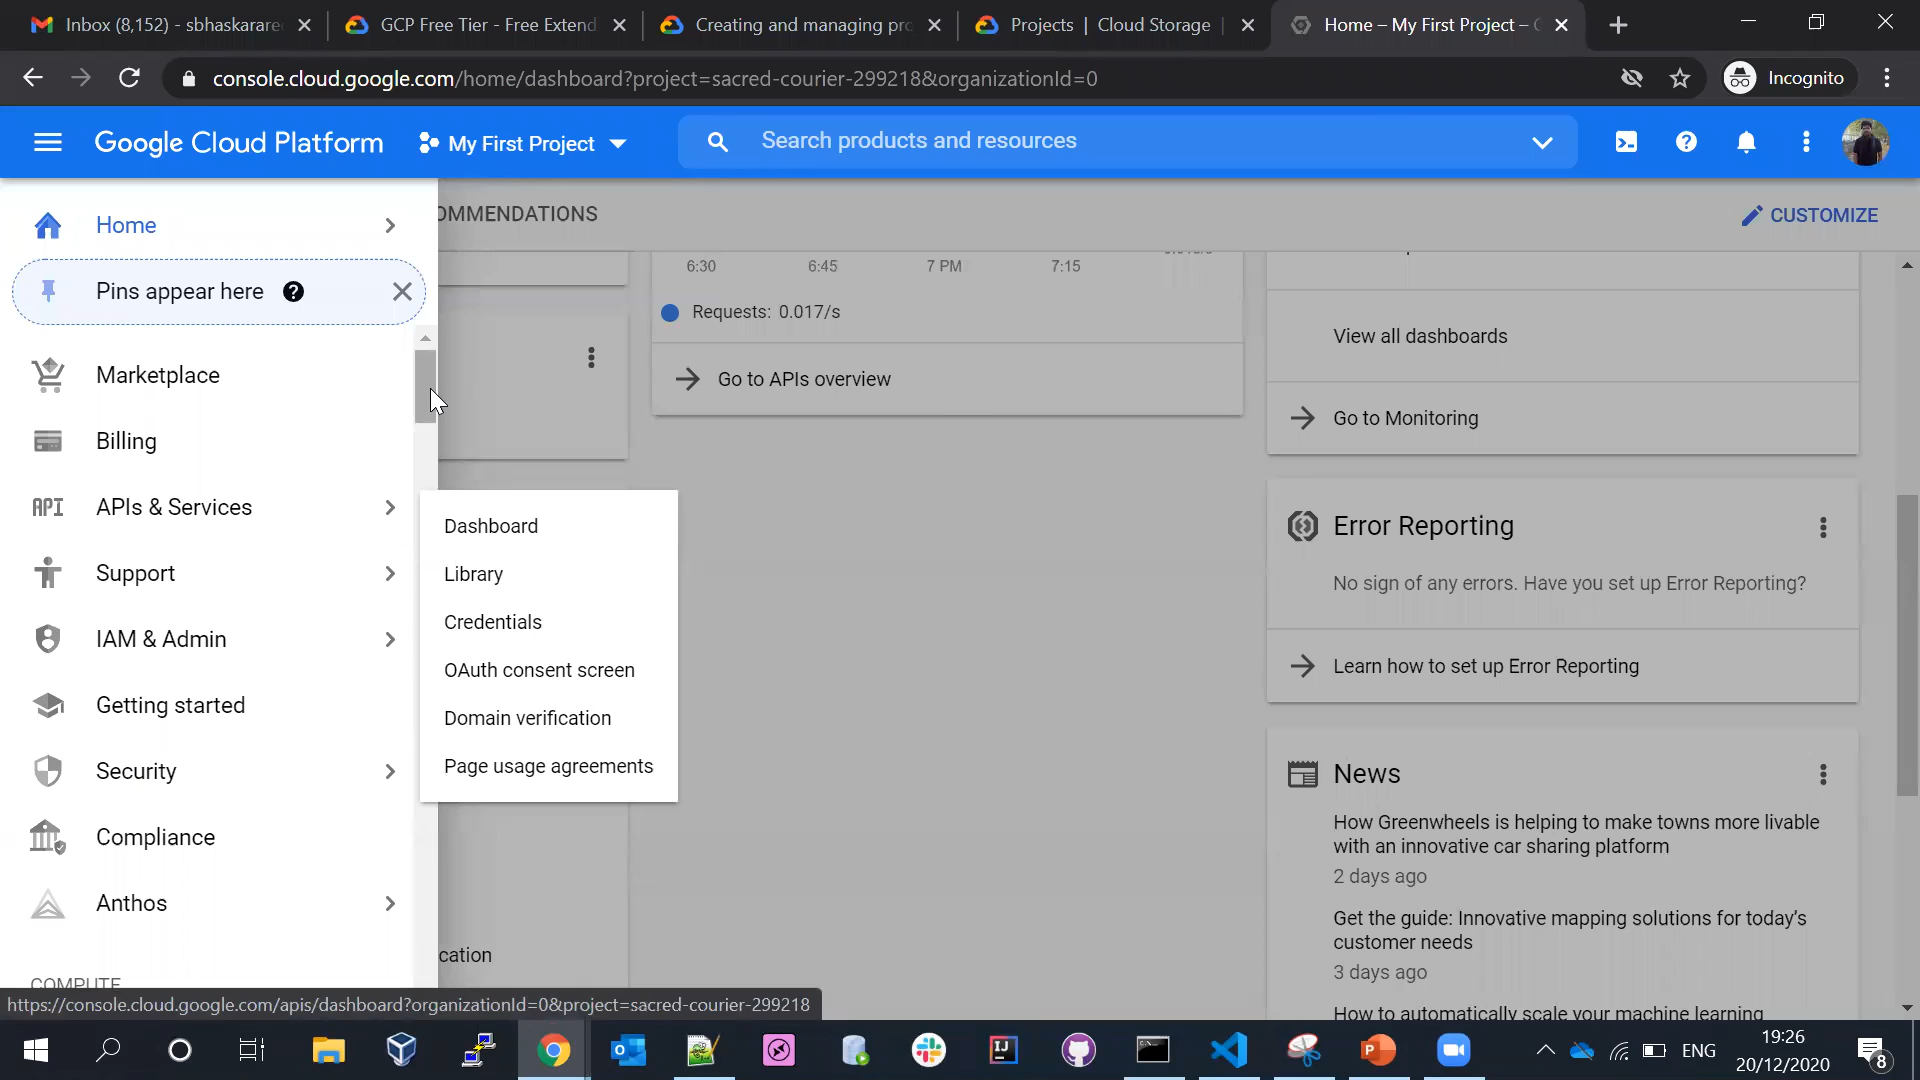 Inbox (8,152) - sbhaskarare
GCP Free Tier - Free Extend
Creating and managing pro
Projects | Cloud Storage
Home – My First Project –
console.cloud.google.com/home/dashboard?project=sacred-courier-299218&organizationId=0
Incognito
Google Cloud Platform
My First Project
Search products and resources
Home
OMMENDATIONS
CUSTOMIZE
Pins appear here
6:30
6:45
7 PM
7:15
Requests: 0.017/s
Go to APIs overview
View all dashboards
Go to Monitoring
Marketplace
Billing
API
APIs & Services
Support
IAM & Admin
Getting started
Security
Compliance
Anthos
COMPUTE
Dashboard
Library
Credentials
OAuth consent screen
Domain verification
Page usage agreements
cation
Error Reporting
No sign of any errors. Have you set up Error Reporting?
Learn how to set up Error Reporting
News
How Greenwheels is helping to make towns more livable
with an innovative car sharing platform
2 days ago
Get the guide: Innovative mapping solutions for today's
customer needs
3 days ago
How to automatically scale your machine learning
https://console.cloud.google.com/apis/dashboard?organizationId=0&project=sacred-courier-299218
ENG
19:26
20/12/2020
8